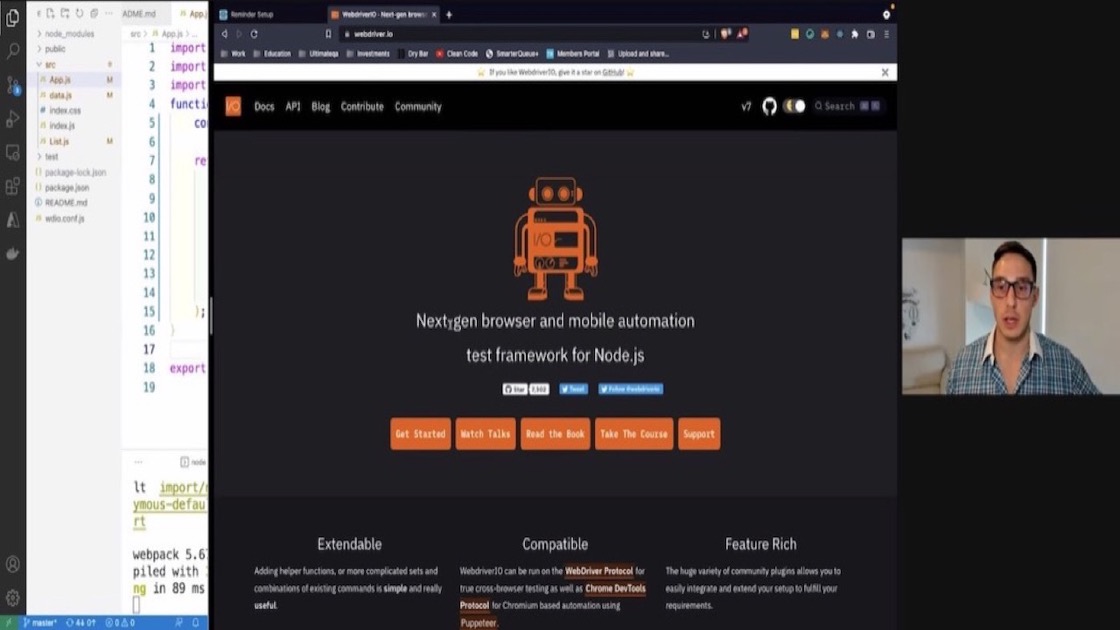 ADME.md
App.j
node_modules
public
src
App.js M
data.js M
index.css
index.js
List.js M
test
package-lock.json
package.json
README.md
wdio.conf.js
src > App.js > ...
1 import
2 import
3 import
4 functi
5 co
6
7 re
8
9
10
11
12
13
14
15 );
16 }
17
18 export
19
node
lt import/
ymous-defau
rt
webpack 5.6
piled with
ng in 89 ms
master*
0 0
Reminder Setup
WebdriverIO · Next-gen brows
webdriver.io
Work
Education
Ultimateqa
Investments
Dry Bar
Clean Code
SmarterQueue+
Members Portal
Upload and share...
If you like WebdriverIO, give it a star on GitHub!
I/O
Docs API Blog Contribute Community
v7
Search
I/O
Next-gen browser and mobile automation
test framework for Node.js
Star
Tweet
Follow @webdriverio
Get Started
Watch Talks
Read the Book
Take The Course
Support
Extendable
Adding helper functions, or more complicated sets and
combinations of existing commands is simple and really
useful.
Compatible
WebdriverIO can be run on the WebDriver Protocol for
true cross-browser testing as well as Chrome DevTools
Protocol for Chromium based automation using
Puppeteer.
Feature Rich
The huge variety of community plugins allows you to
easily integrate and extend your setup to fulfill your
requirements.